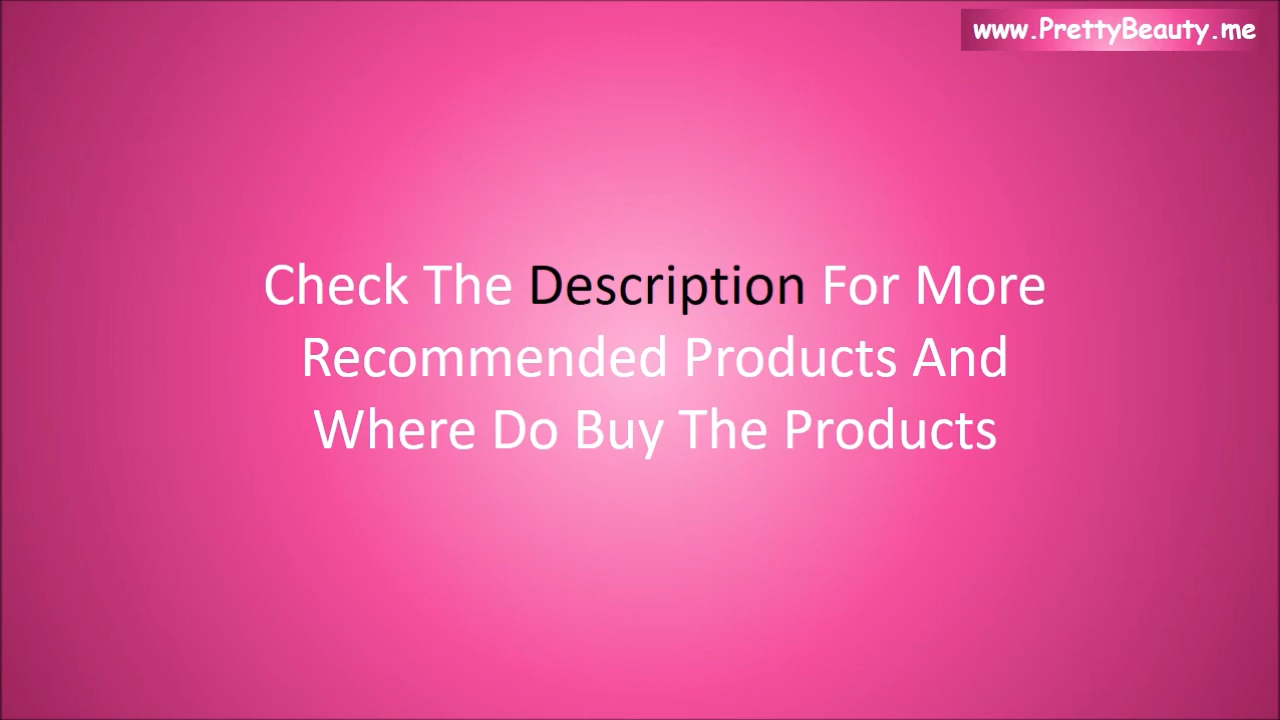 www.PrettyBeauty.me
Check The Description For More
Recommended Products And
Where Do Buy The Products